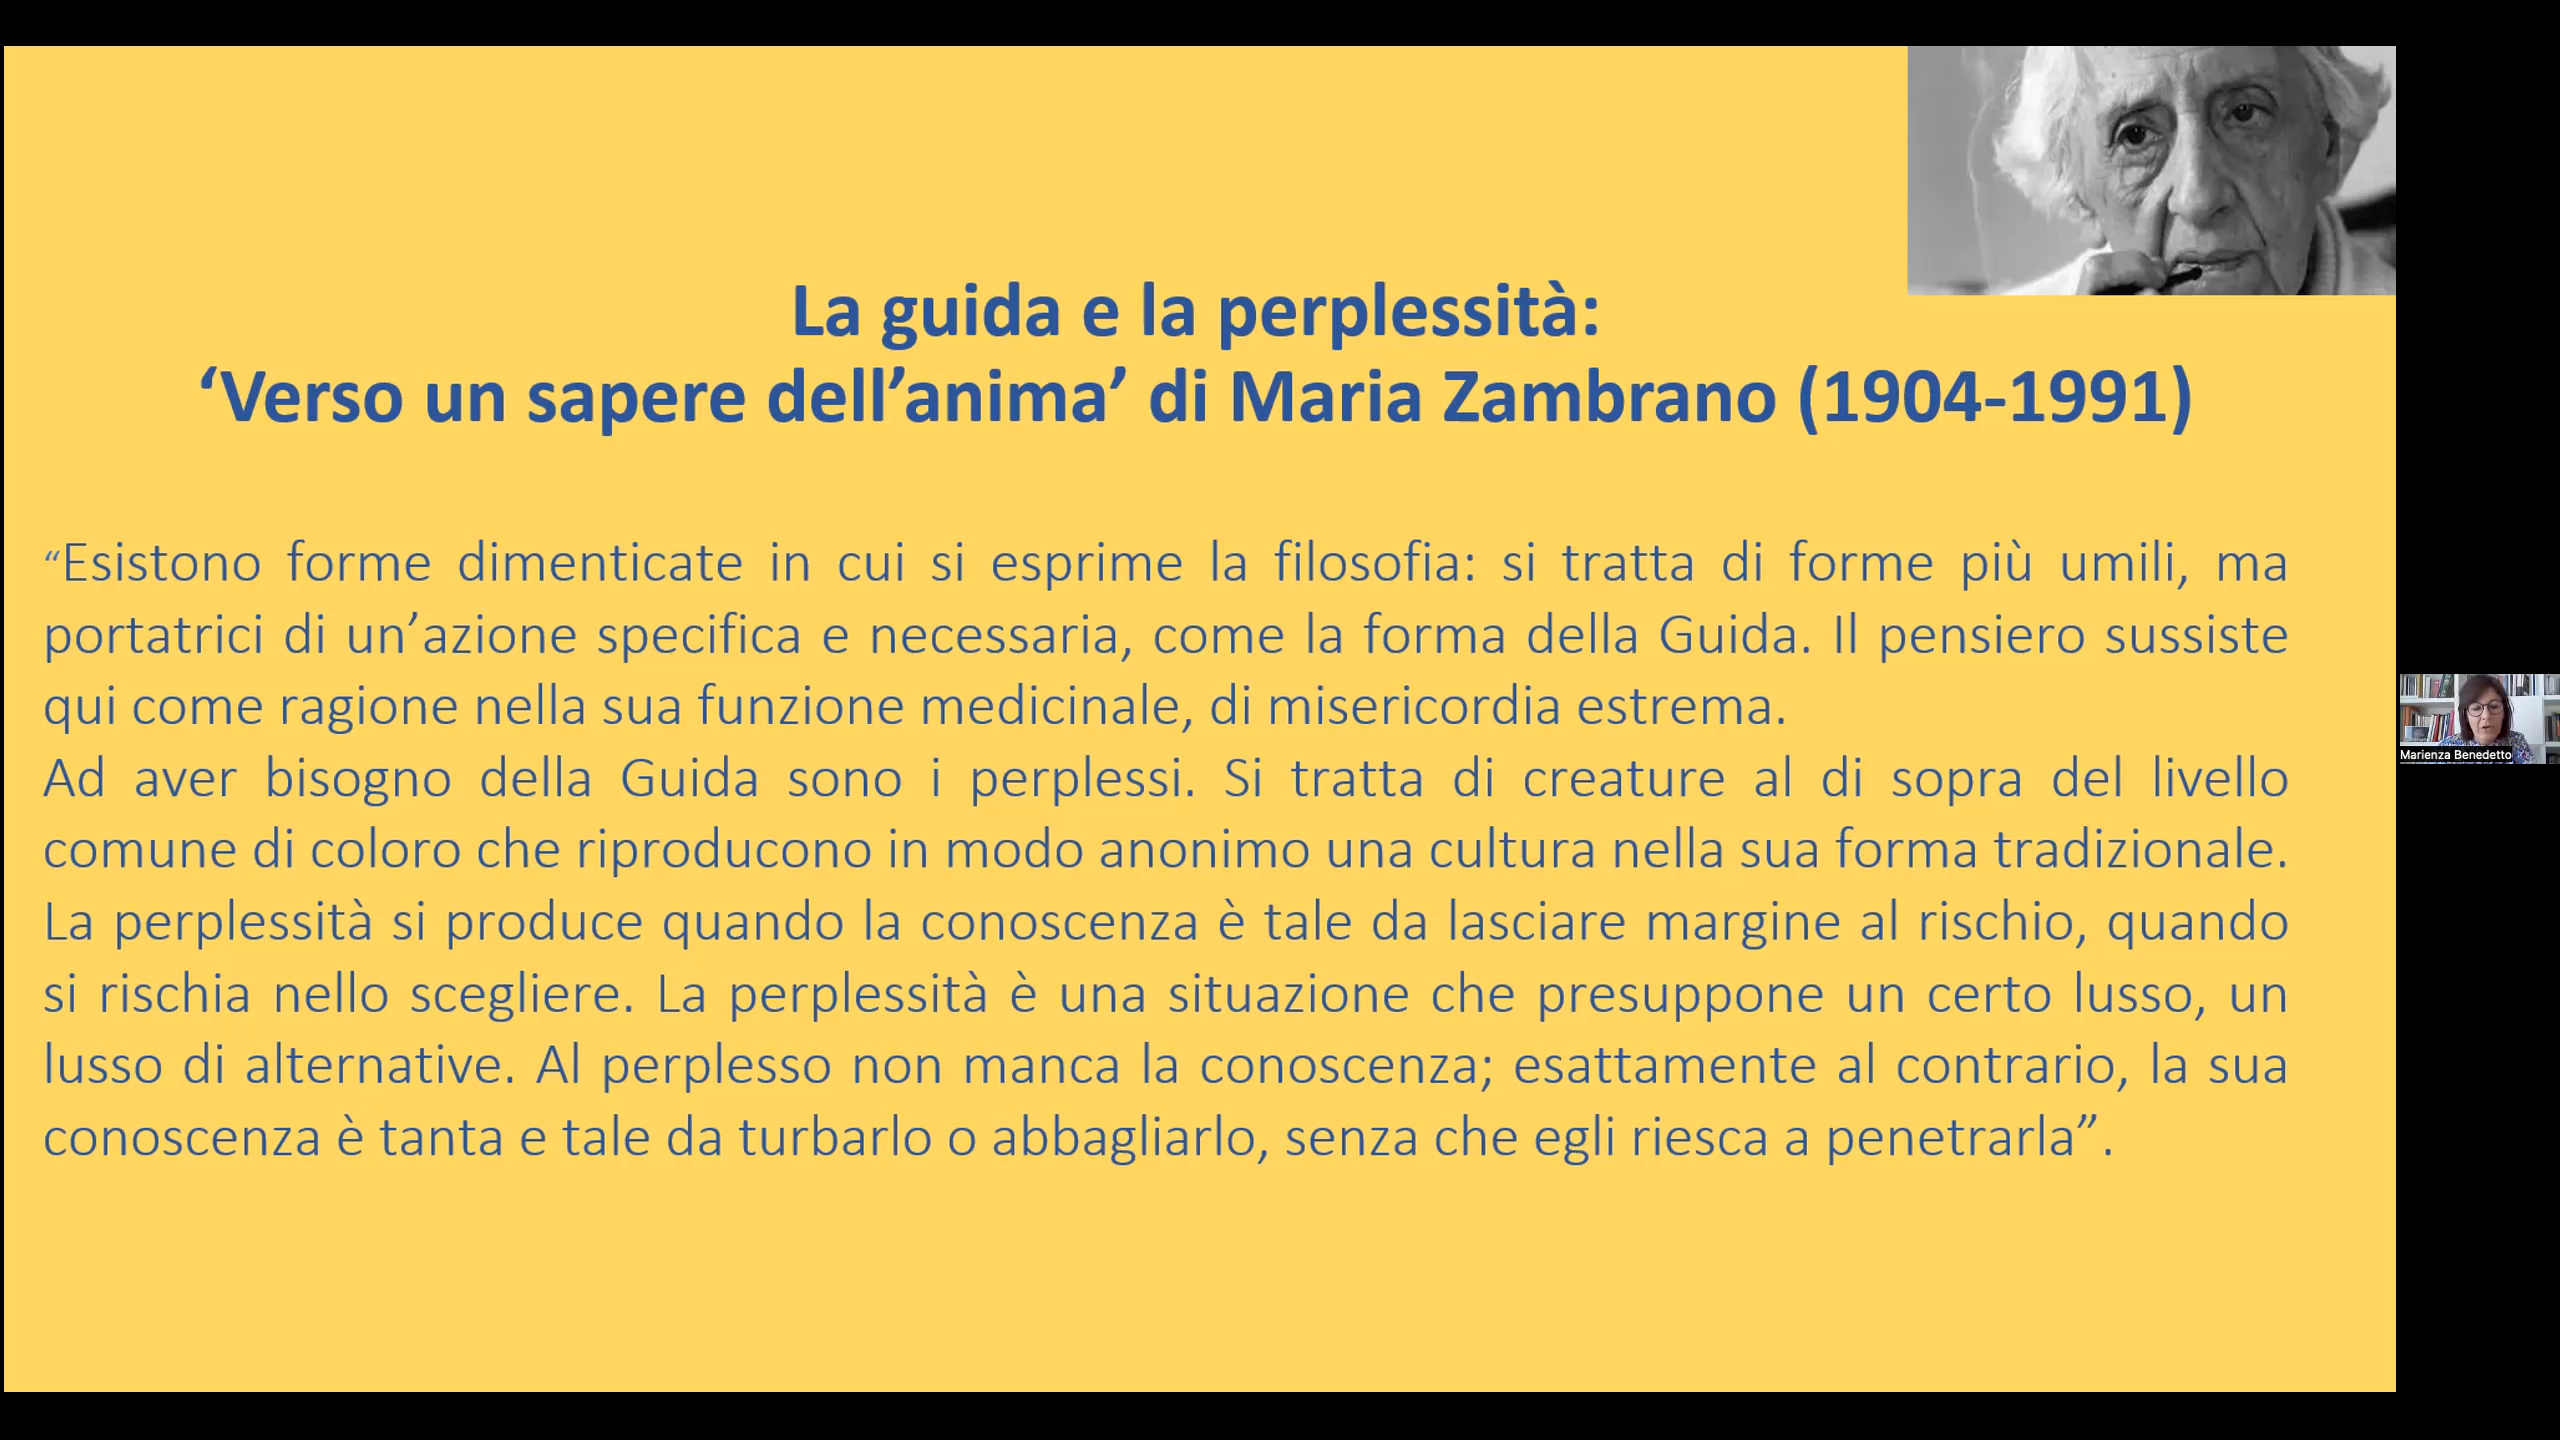 La guida e la perplessità:
‘Verso un sapere dell’anima’ di Maria Zambrano (1904-1991)
“Esistono forme dimenticate in cui si esprime la filosofia: si tratta di forme più umili, ma
portatrici di un’azione specifica e necessaria, come la forma della Guida. Il pensiero sussiste
qui come ragione nella sua funzione medicinale, di misericordia estrema.
Ad aver bisogno della Guida sono i perplessi. Si tratta di creature al di sopra del livello
comune di coloro che riproducono in modo anonimo una cultura nella sua forma tradizionale.
La perplessità si produce quando la conoscenza è tale da lasciare margine al rischio, quando
si rischia nello scegliere. La perplessità è una situazione che presuppone un certo lusso, un
lusso di alternative. Al perplesso non manca la conoscenza; esattamente al contrario, la sua
conoscenza è tanta e tale da turbarlo o abbagliarlo, senza che egli riesca a penetrarla”.
Marienza Benedetto